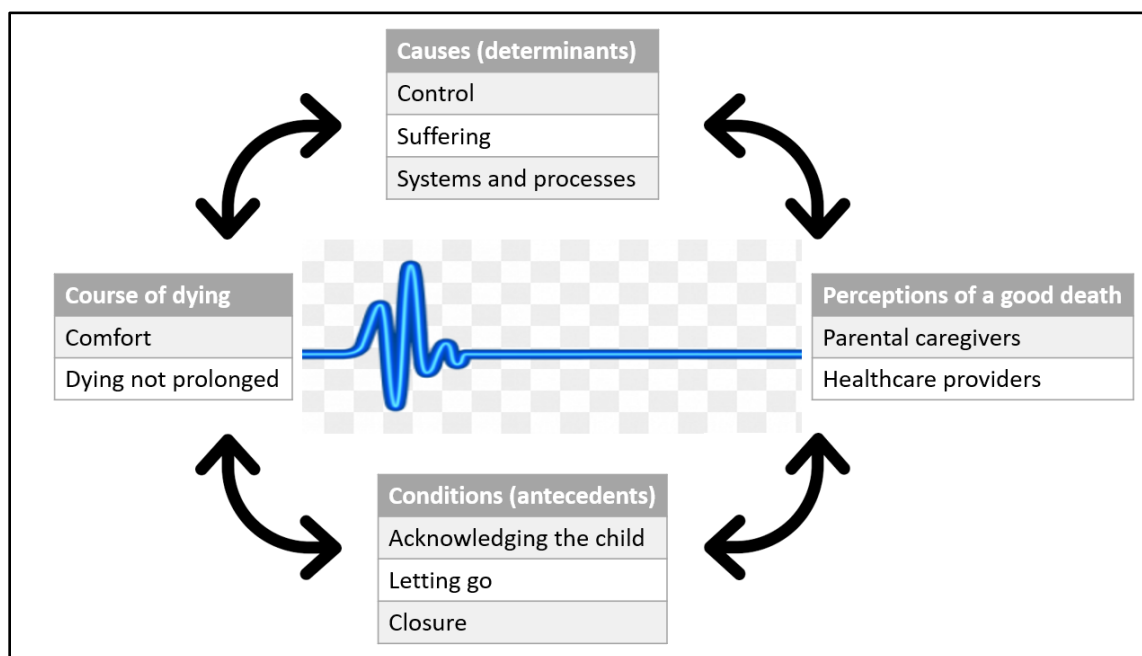 Causes (determinants)
Control
Suffering
Systems and processes
Course of dying
Comfort
Dying not prolonged
Perceptions of a good death
Parental caregivers
Healthcare providers
Conditions (antecedents)
Acknowledging the child
Letting go
Closure